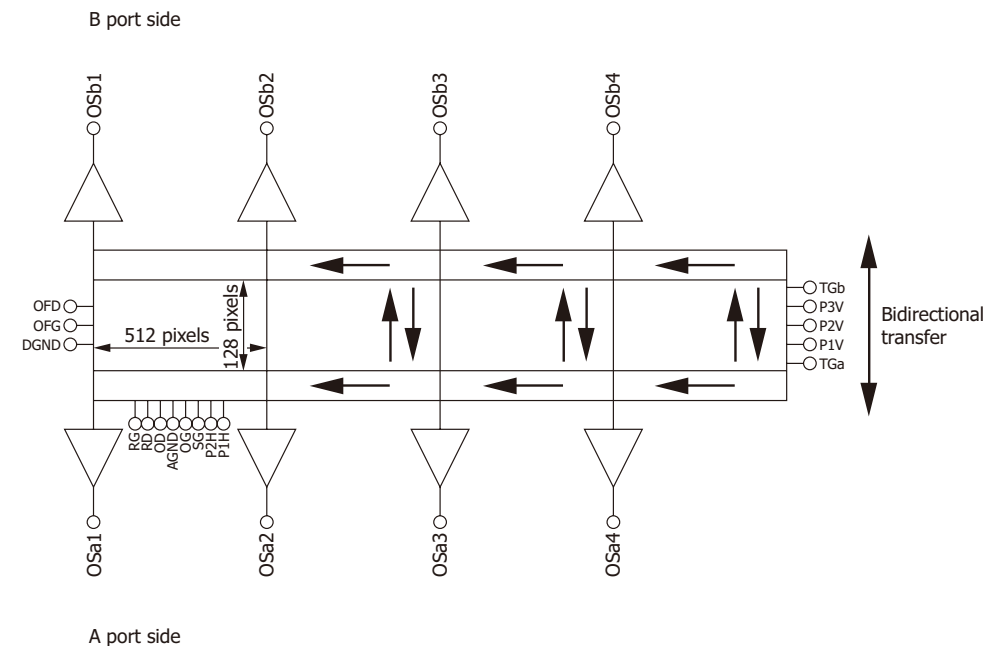 B port side
OSb1
OSb2
OSb3
OSb4
OFD
OFG
DGND
512 pixels
128 pixels
TGb
P3V
P2V
P1V
TGa
Bidirectional
transfer
RG
RD
OD
AGND
OG
SG
P2H
P1H
OSa1
OSa2
OSa3
OSa4
A port side